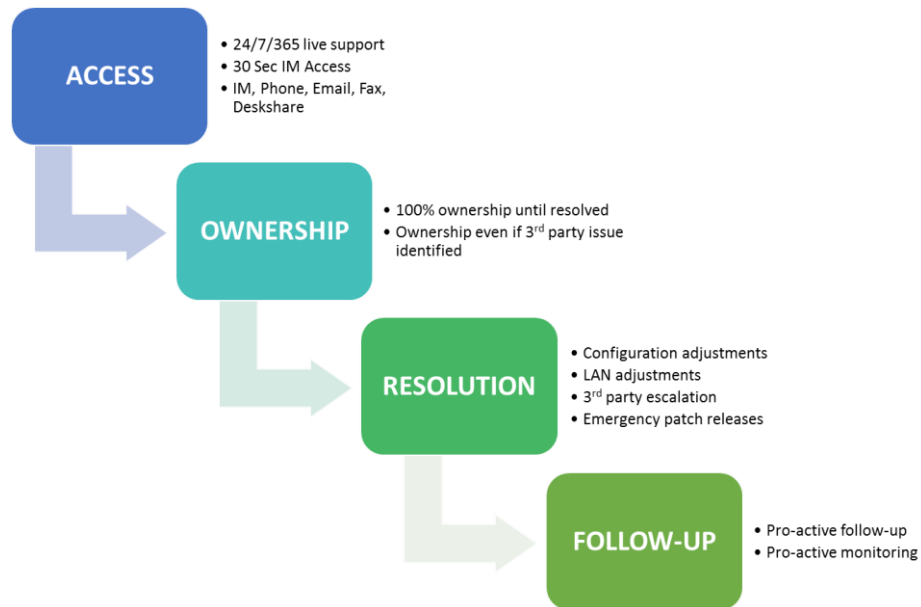 ACCESS
• 24/7/365 live support
• 30 Sec IM Access
• IM, Phone, Email, Fax,
Deskshare
OWNERSHIP
• 100% ownership until resolved
• Ownership even if 3rd party issue
identified
RESOLUTION
• Configuration adjustments
• LAN adjustments
• 3rd party escalation
• Emergency patch releases
FOLLOW-UP
• Pro-active follow-up
• Pro-active monitoring